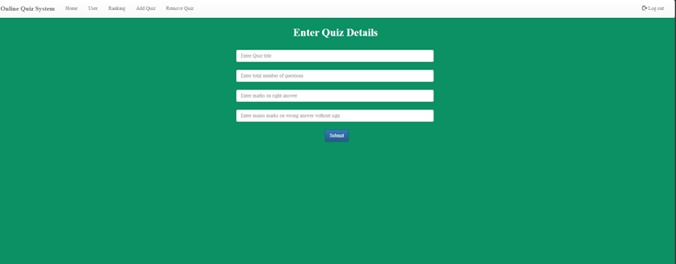 Online Quiz System Home User Ranking Add Quiz Remove Quiz Log out
Enter Quiz Details
Enter Quiz title
Enter total number of questions
Enter marks on right answer
Enter minus marks on wrong answer without sign
Submit